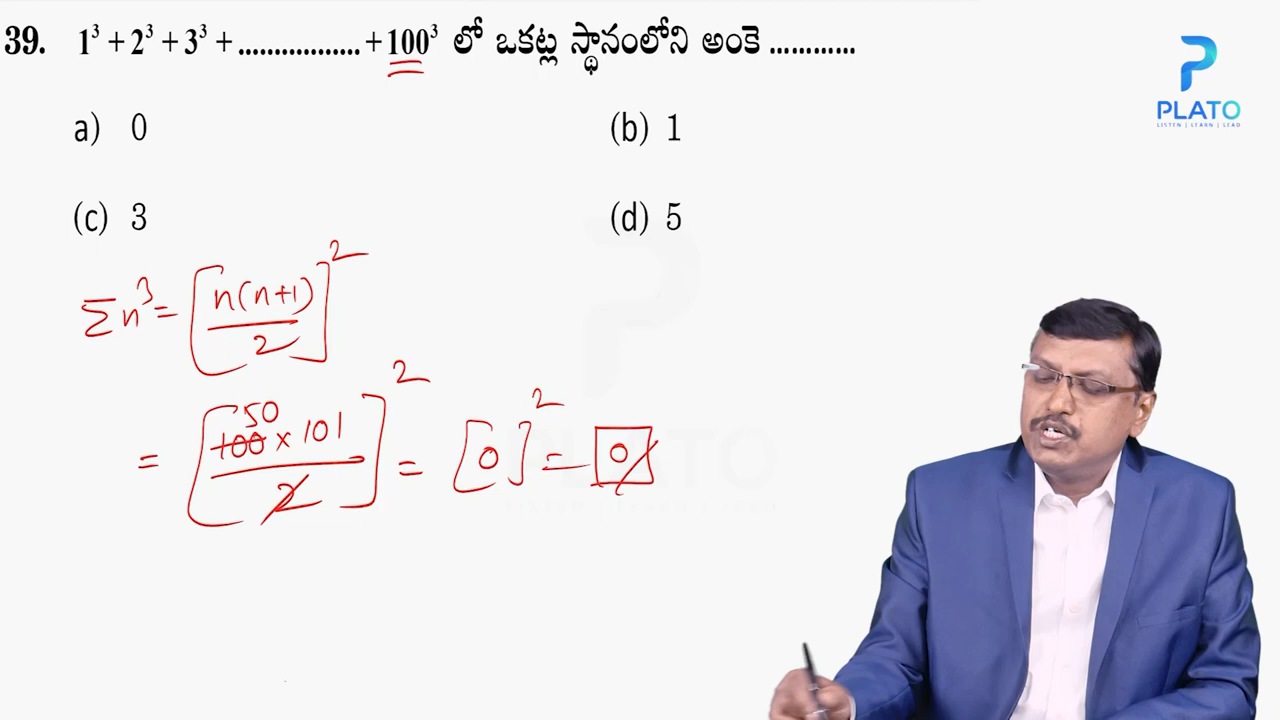 39. 1³ + 2³ + 3³ + ................. + 100³ లో ఒకట్ల స్థానంలోని అంకె ............
PLATO
LISTEN | LEARN | LEAD
a) 0 (b) 1
(c) 3 (d) 5
Σn³ = [n(n+1)/2]²
= [50 100 × 101 / 2]² = [0]² = 0